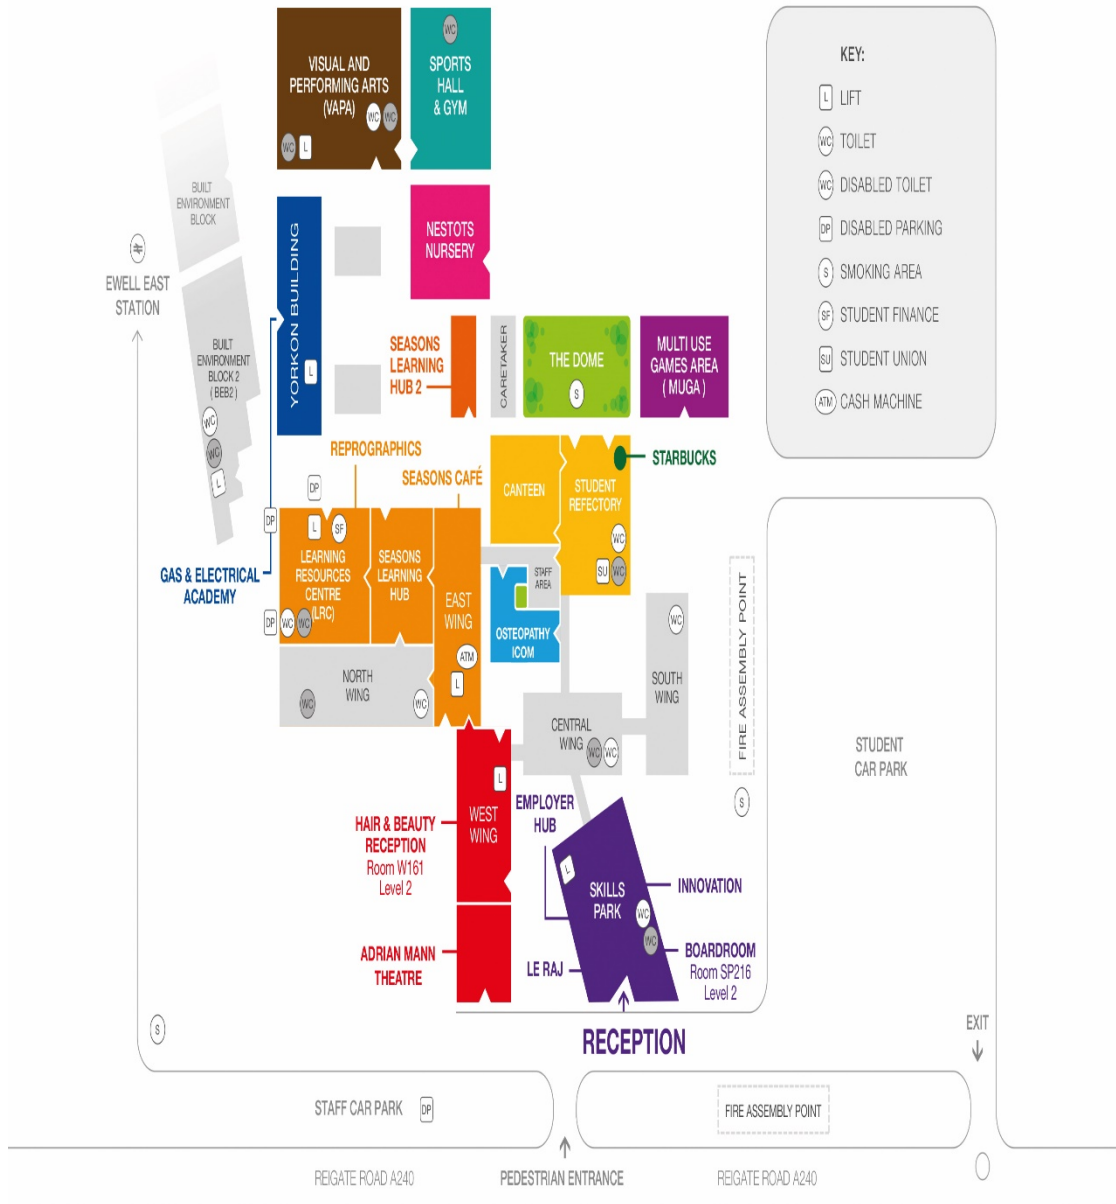 WC
VISUAL AND
PERFORMING ARTS
(VAPA)
WC WC
WC L
SPORTS
HALL
& GYM
KEY:
L LIFT
WC TOILET
WC DISABLED TOILET
DP DISABLED PARKING
S SMOKING AREA
SF STUDENT FINANCE
SU STUDENT UNION
ATM CASH MACHINE
BUILT
ENVIRONMENT
BLOCK
EWELL EAST
STATION
BUILT
ENVIRONMENT
BLOCK 2
( BEB2 )
WC
WC
L
YORKON BUILDING
L
NESTOTS
NURSERY
SEASONS
LEARNING
HUB 2
CARETAKER
THE DOME
S
MULTI USE
GAMES AREA
( MUGA )
REPROGRAPHICS
SEASONS CAFÉ
STARBUCKS
CANTEEN
STUDENT
REFECTORY
WC
SU WC
DP
DP
L SF
LEARNING
RESOURCES
CENTRE
(LRC)
DP WC WC
SEASONS
LEARNING
HUB
GAS & ELECTRICAL
ACADEMY
EAST
WING
ATM
L
STAFF
AREA
OSTEOPATHY
ICOM
NORTH
WING
WC
WC
WC
SOUTH
WING
FIRE ASSEMBLY POINT
S
CENTRAL
WING
WC WC
STUDENT
CAR PARK
L
WEST
WING
HAIR & BEAUTY
RECEPTION
Room W161
Level 2
EMPLOYER
HUB
L
SKILLS
PARK
WC
WC
INNOVATION
ADRIAN MANN
THEATRE
LE RAJ
BOARDROOM
Room SP216
Level 2
RECEPTION
S
EXIT
STAFF CAR PARK DP
FIRE ASSEMBLY POINT
REIGATE ROAD A240
PEDESTRIAN ENTRANCE
REIGATE ROAD A240